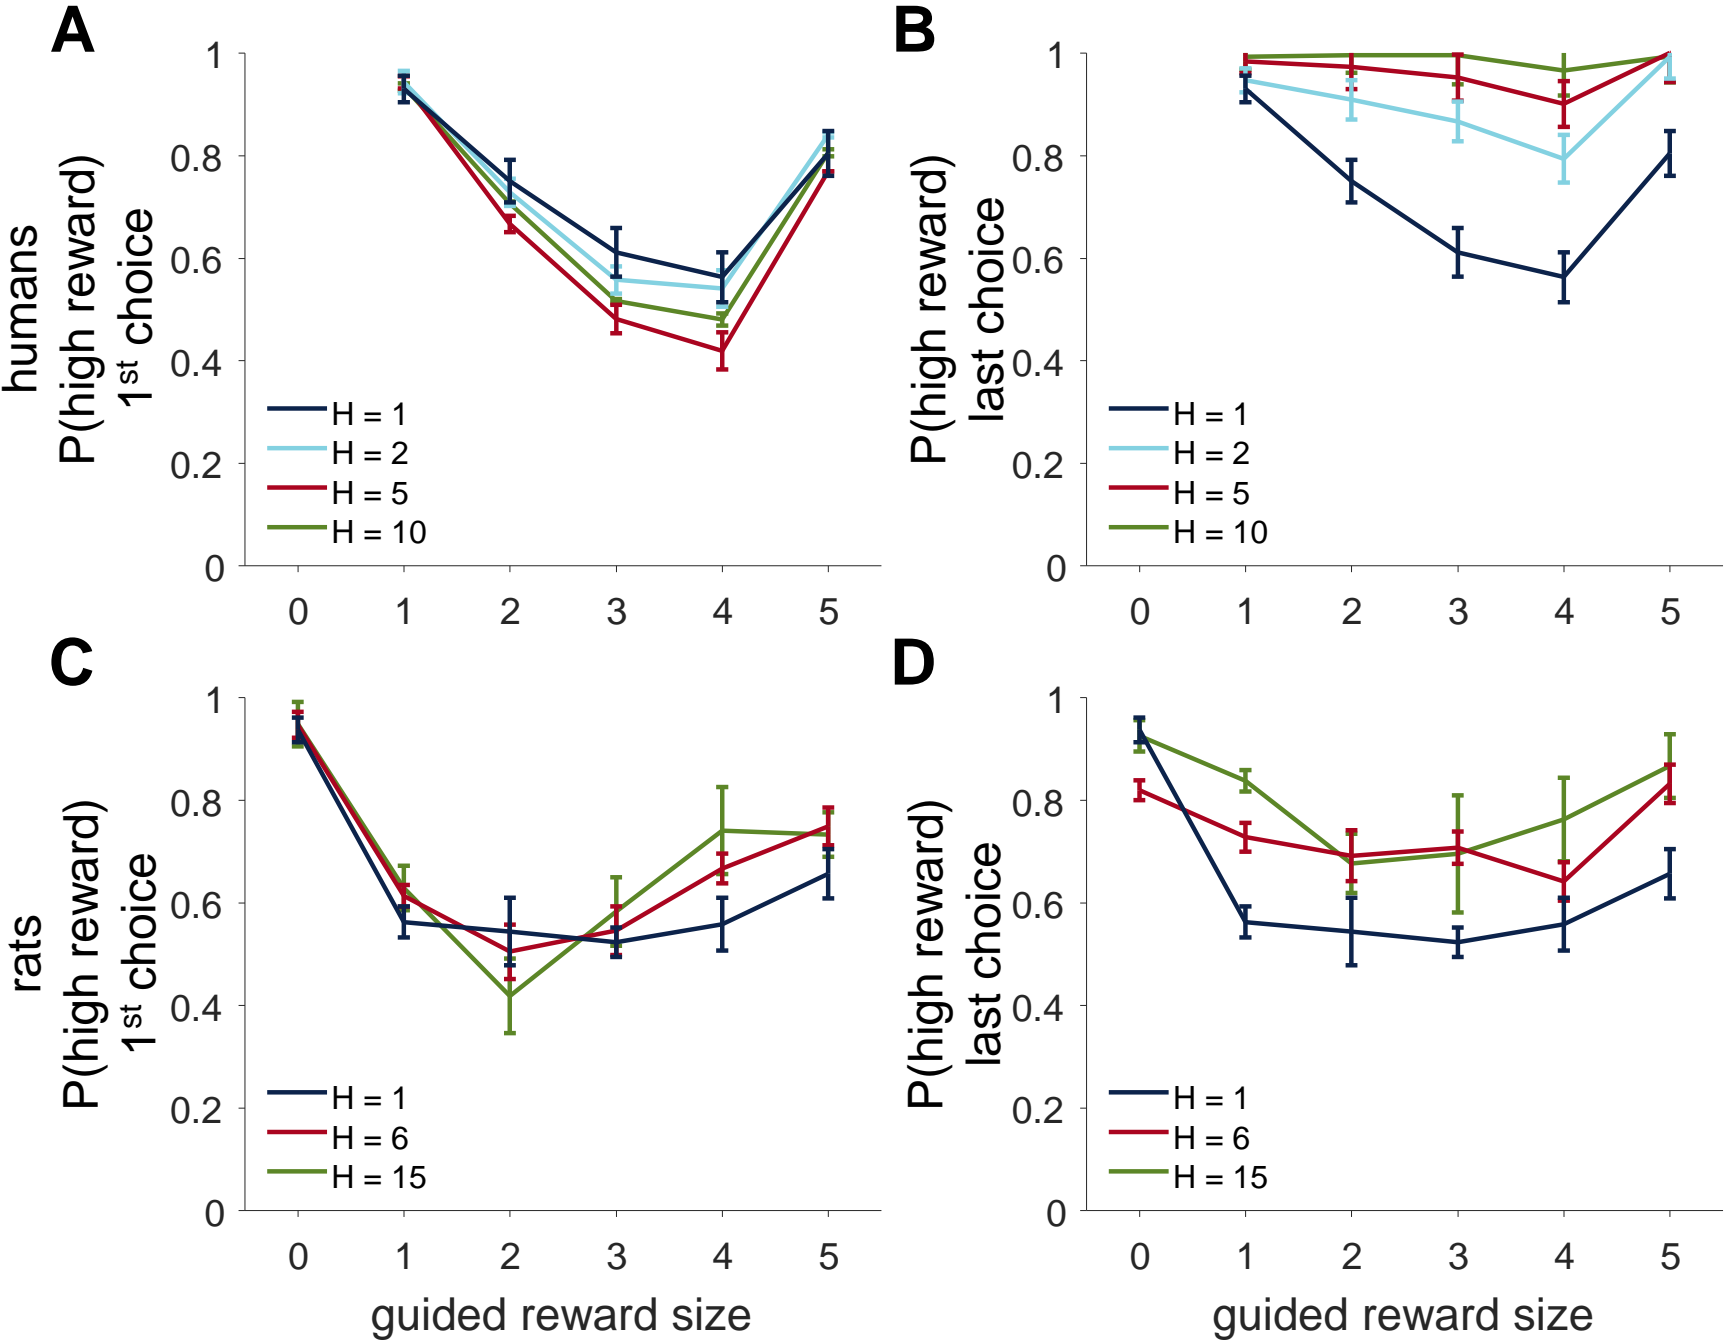 A
humans
P(high reward)
1st choice
1
0.8
0.6
0.4
0.2
0
H = 1
H = 2
H = 5
H = 10
0 1 2 3 4 5
B
P(high reward)
last choice
1
0.8
0.6
0.4
0.2
0
H = 1
H = 2
H = 5
H = 10
0 1 2 3 4 5
C
rats
P(high reward)
1st choice
1
0.8
0.6
0.4
0.2
0
H = 1
H = 6
H = 15
0 1 2 3 4 5
guided reward size
D
P(high reward)
last choice
1
0.8
0.6
0.4
0.2
0
H = 1
H = 6
H = 15
0 1 2 3 4 5
guided reward size